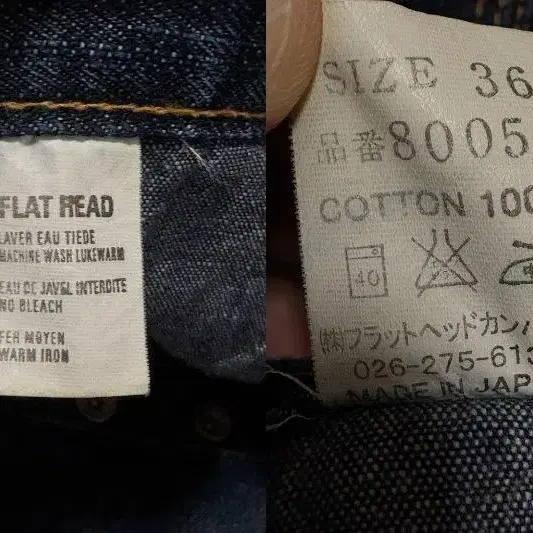 FLAT READ
LAVER EAU TIEDE
MACHINE WASH LUKEWARM
EAU DE JAVEL INTERDITE
NO BLEACH
FER MOYEN
WARM IRON
SIZE 36
品番8005
COTTON 100
40
㈱フラットヘッドカンパ
026-275-613
MADE IN JAP